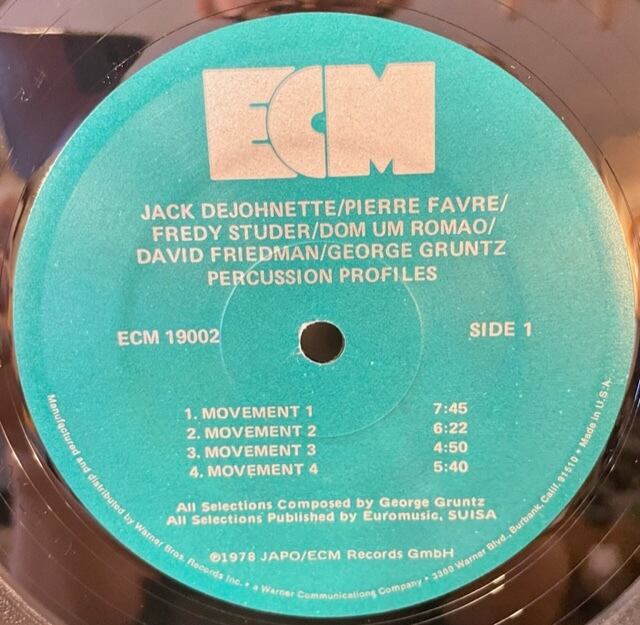 ECM
JACK DEJOHNETTE/PIERRE FAVRE/
FREDY STUDER/DOM UM ROMAO/
DAVID FRIEDMAN/GEORGE GRUNTZ
PERCUSSION PROFILES
ECM 19002
SIDE 1
1. MOVEMENT 1 7:45
2. MOVEMENT 2 6:22
3. MOVEMENT 3 4:50
4. MOVEMENT 4 5:40
All Selections Composed by George Gruntz
All Selections Published by Euromusic, SUISA
℗1978 JAPO/ECM Records GmbH
Manufactured and distributed by Warner Bros. Records Inc. • a Warner Communications Company • 3300 Warner Blvd., Burbank, Calif. 91510 • Made in U.S.A.